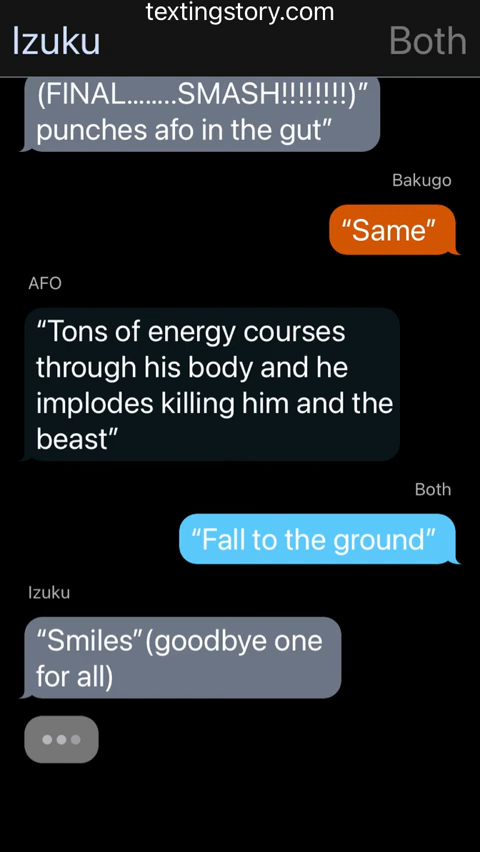 textingstory.com
Izuku
Both
(FINAL........SMASH!!!!!!!!)”
punches afo in the gut”
Bakugo
“Same”
AFO
“Tons of energy courses
through his body and he
implodes killing him and the
beast”
Both
“Fall to the ground”
Izuku
“Smiles”(goodbye one
for all)